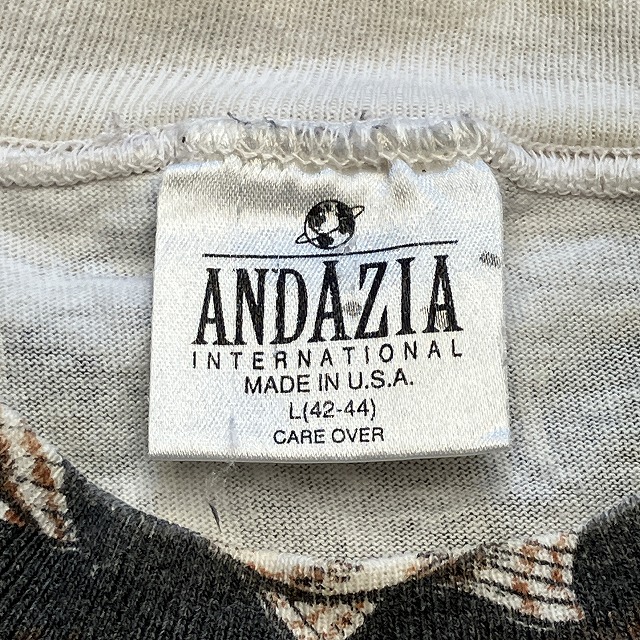 ANDAZIA
INTERNATIONAL
MADE IN U.S.A.
L(42-44)
CARE OVER